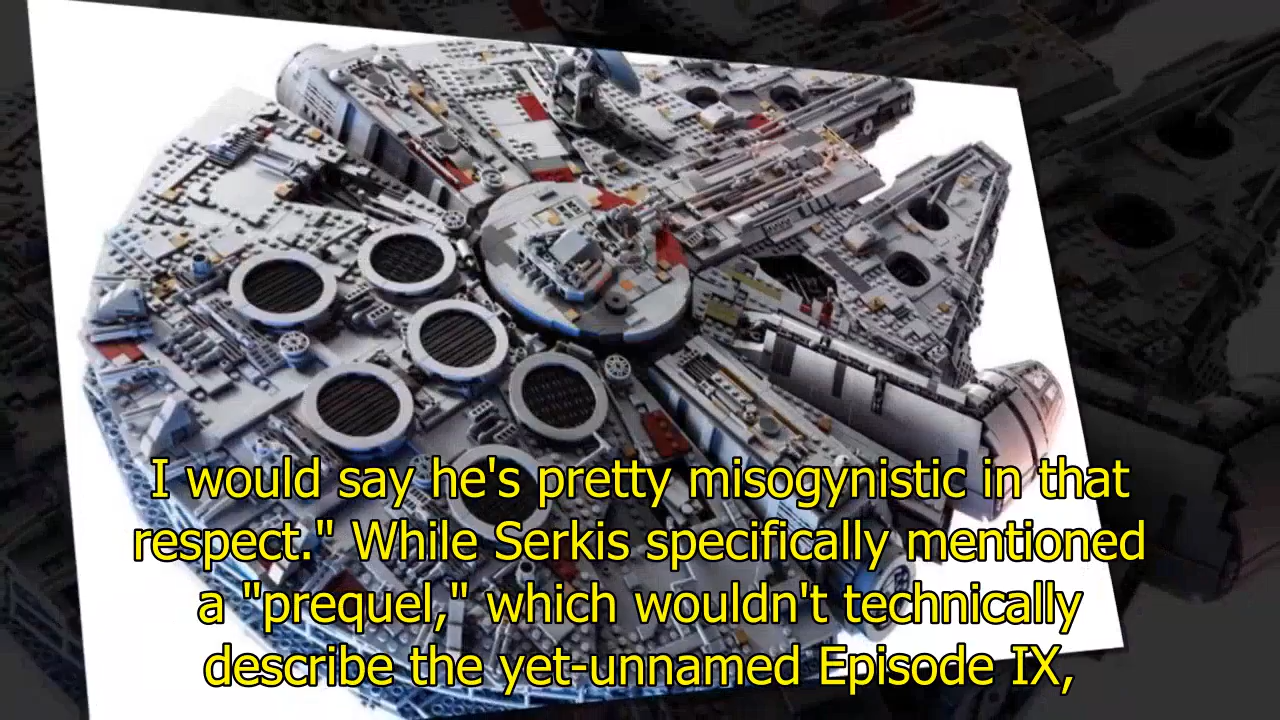 I would say he's pretty misogynistic in that
respect." While Serkis specifically mentioned
a "prequel," which wouldn't technically
describe the yet-unnamed Episode IX,